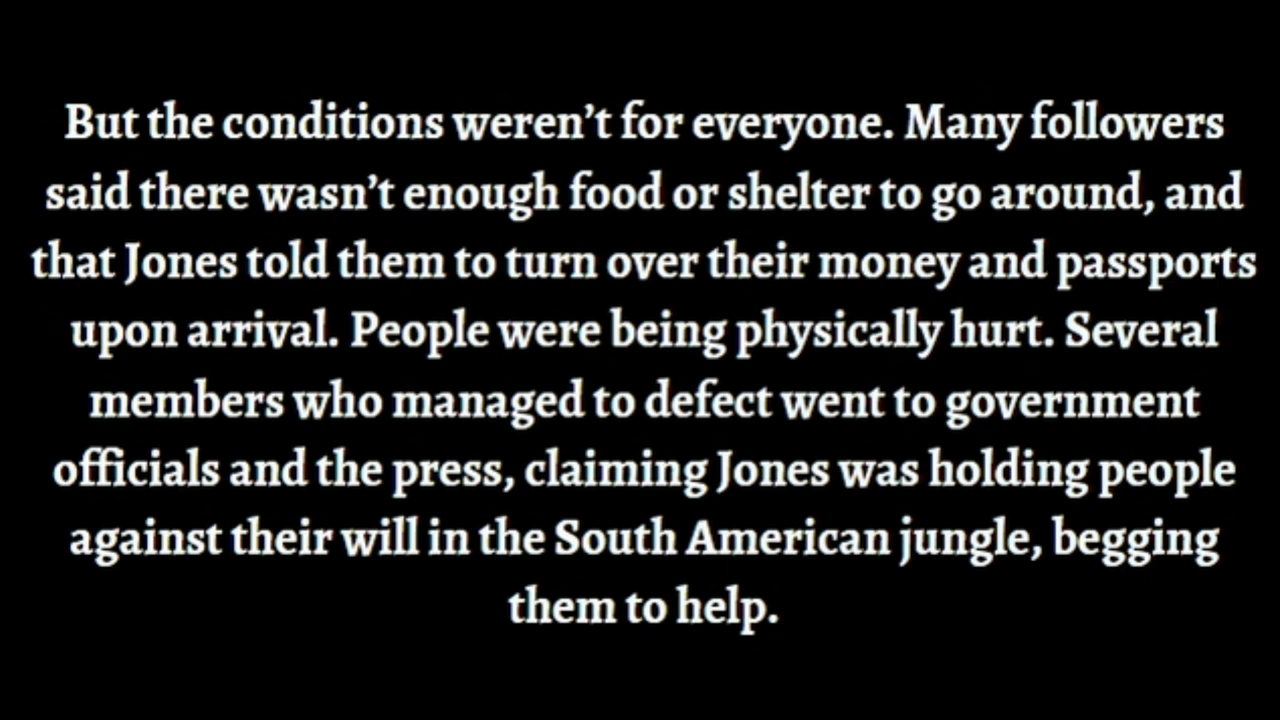 But the conditions weren’t for everyone. Many followers
said there wasn’t enough food or shelter to go around, and
that Jones told them to turn over their money and passports
upon arrival. People were being physically hurt. Several
members who managed to defect went to government
officials and the press, claiming Jones was holding people
against their will in the South American jungle, begging
them to help.